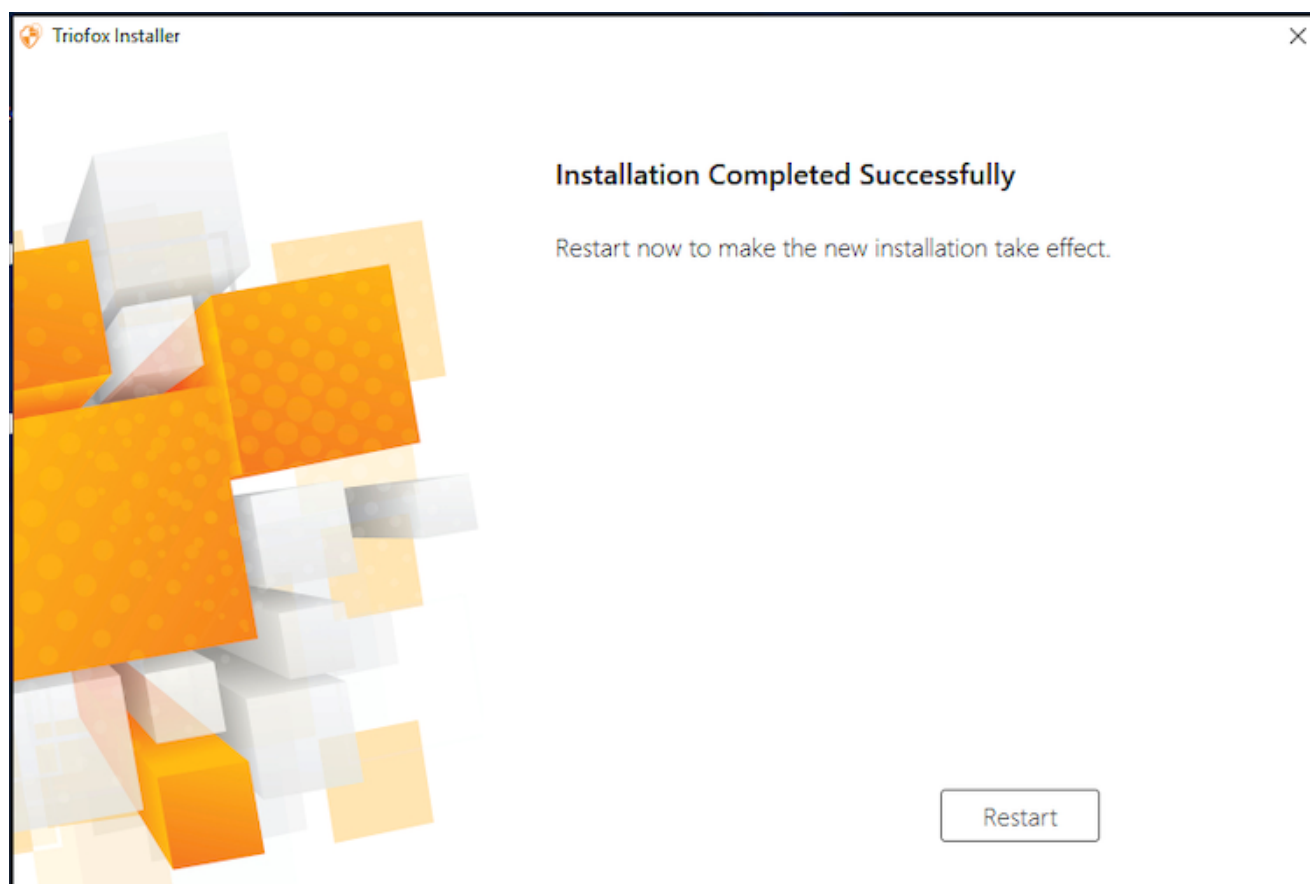 Triofox Installer
Installation Completed Successfully
Restart now to make the new installation take effect.
Restart